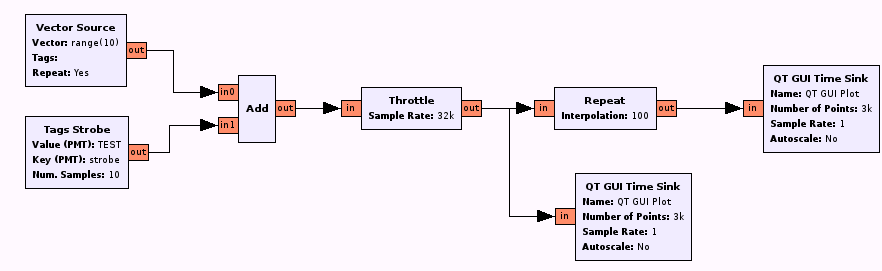 Vector Source
Vector: range(10)
Tags:
Repeat: Yes
out
Tags Strobe
Value (PMT): TEST
Key (PMT): strobe
Num. Samples: 10
out
in0
in1
Add
out
in
Throttle
Sample Rate: 32k
out
in
Repeat
Interpolation: 100
out
in
QT GUI Time Sink
Name: QT GUI Plot
Number of Points: 3k
Sample Rate: 1
Autoscale: No
in
QT GUI Time Sink
Name: QT GUI Plot
Number of Points: 3k
Sample Rate: 1
Autoscale: No